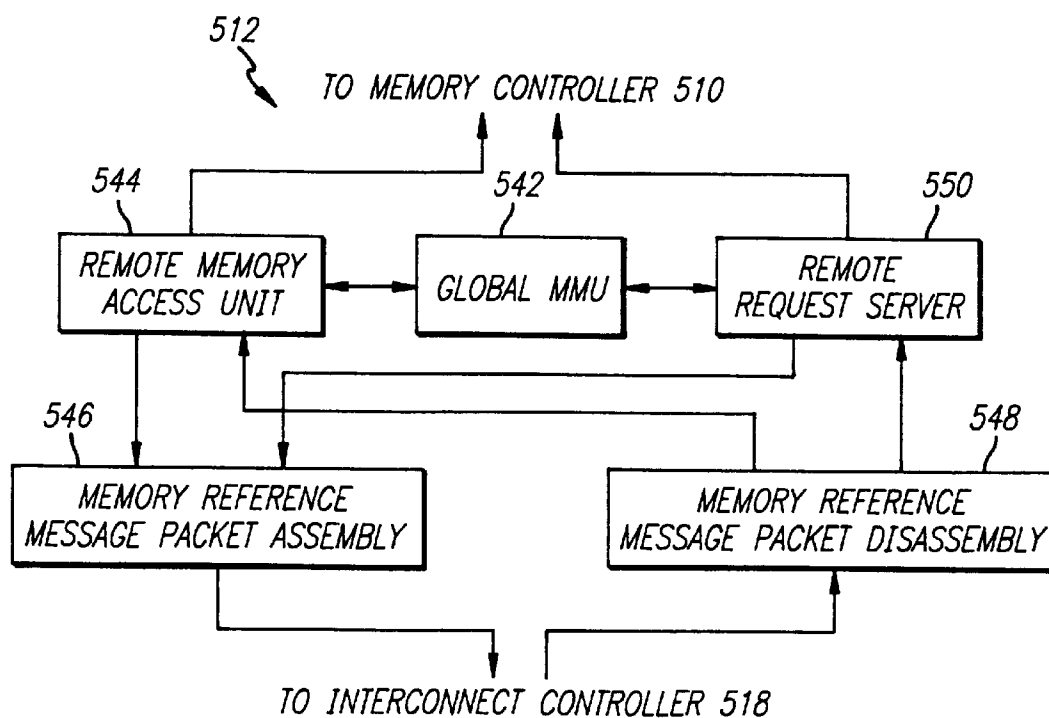 512
TO MEMORY CONTROLLER 510
544
542
550
REMOTE MEMORY
ACCESS UNIT
GLOBAL MMU
REMOTE
REQUEST SERVER
546
548
MEMORY REFERENCE
MESSAGE PACKET ASSEMBLY
MEMORY REFERENCE
MESSAGE PACKET DISASSEMBLY
TO INTERCONNECT CONTROLLER 518